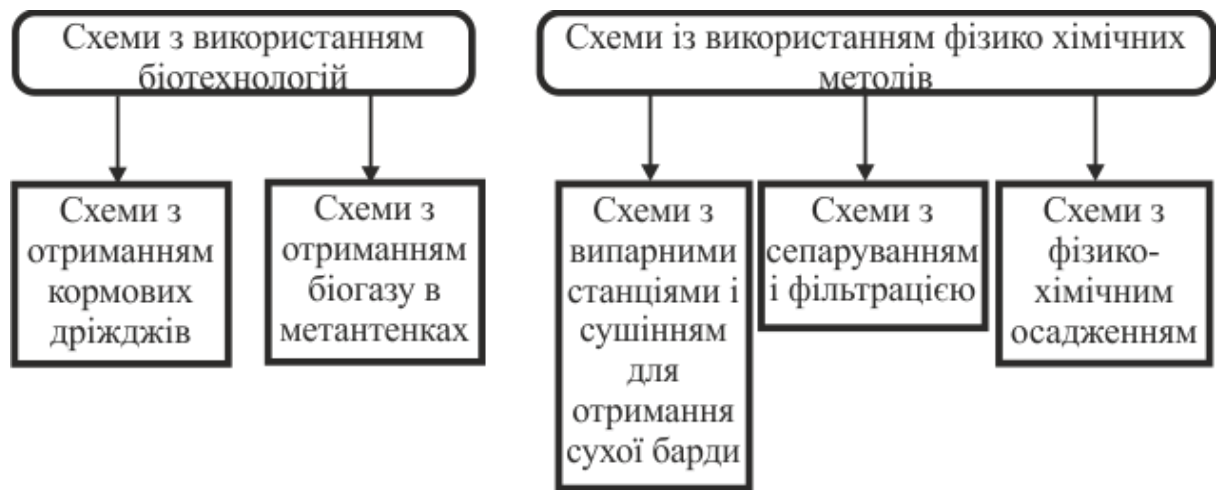 Схеми з використанням
біотехнологій
Схеми із використанням фізико хімічних
методів
Схеми з
отриманням
кормових
дріжджів
Схеми з
отриманням
біогазу в
метантенках
Схеми з
випарними
станціями і
сушінням
для
отримання
сухої барди
Схеми з
сепаруванням
і фільтрацією
Схеми з
фізико-
хімічним
осадженням